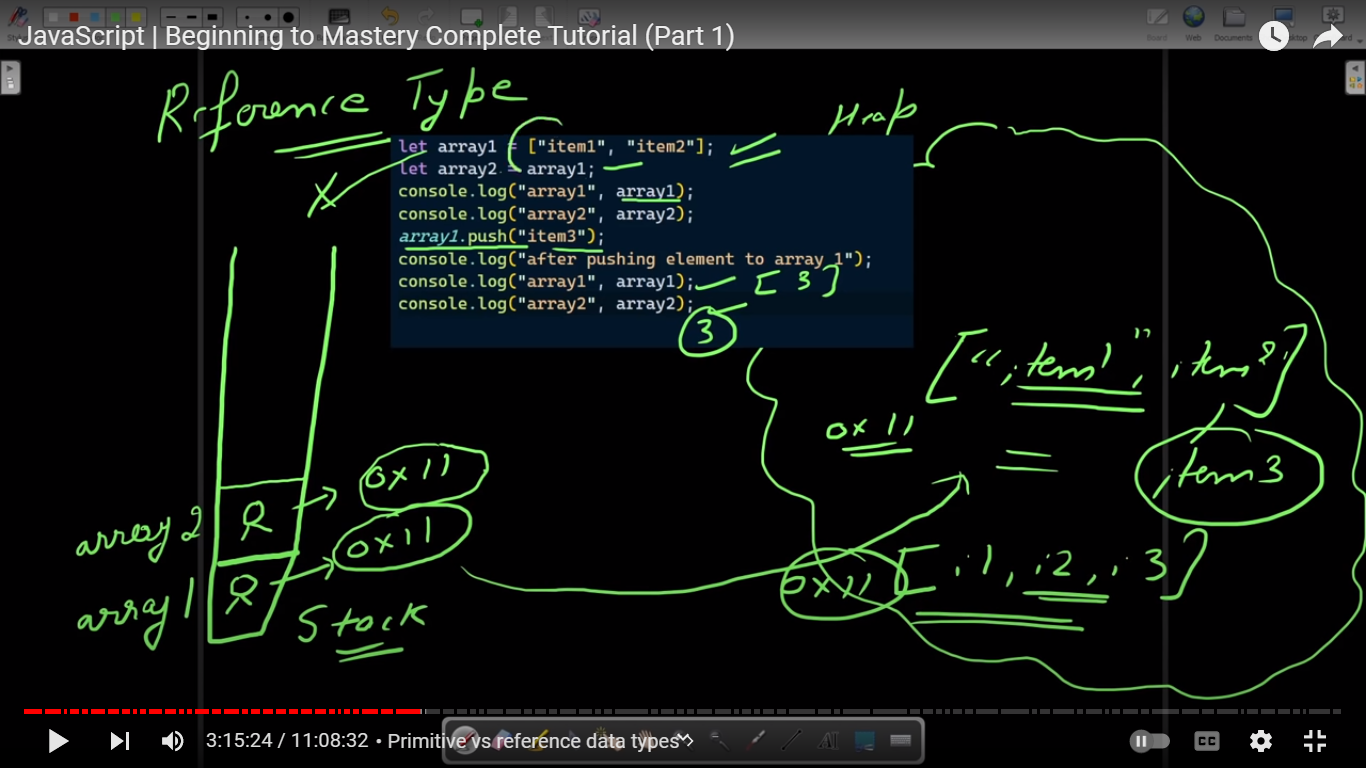 JavaScript | Beginning to Mastery Complete Tutorial (Part 1)
Web
Documents
Reference Type
Heap
let array1 = ["item1", "item2"];
let array2 = array1;
console.log("array1", array1);
console.log("array2", array2);
array1.push("item3");
console.log("after pushing element to array 1");
console.log("array1", array1);
[ 3 ]
console.log("array2", array2);
3
["item1", item2]
0x11
item3
0x11
array2 R
0x11
array1 R
0x11 [ i1, i2, i3 ]
Stack
3:15:24 / 11:08:32 • Primitive vs reference data types
CC